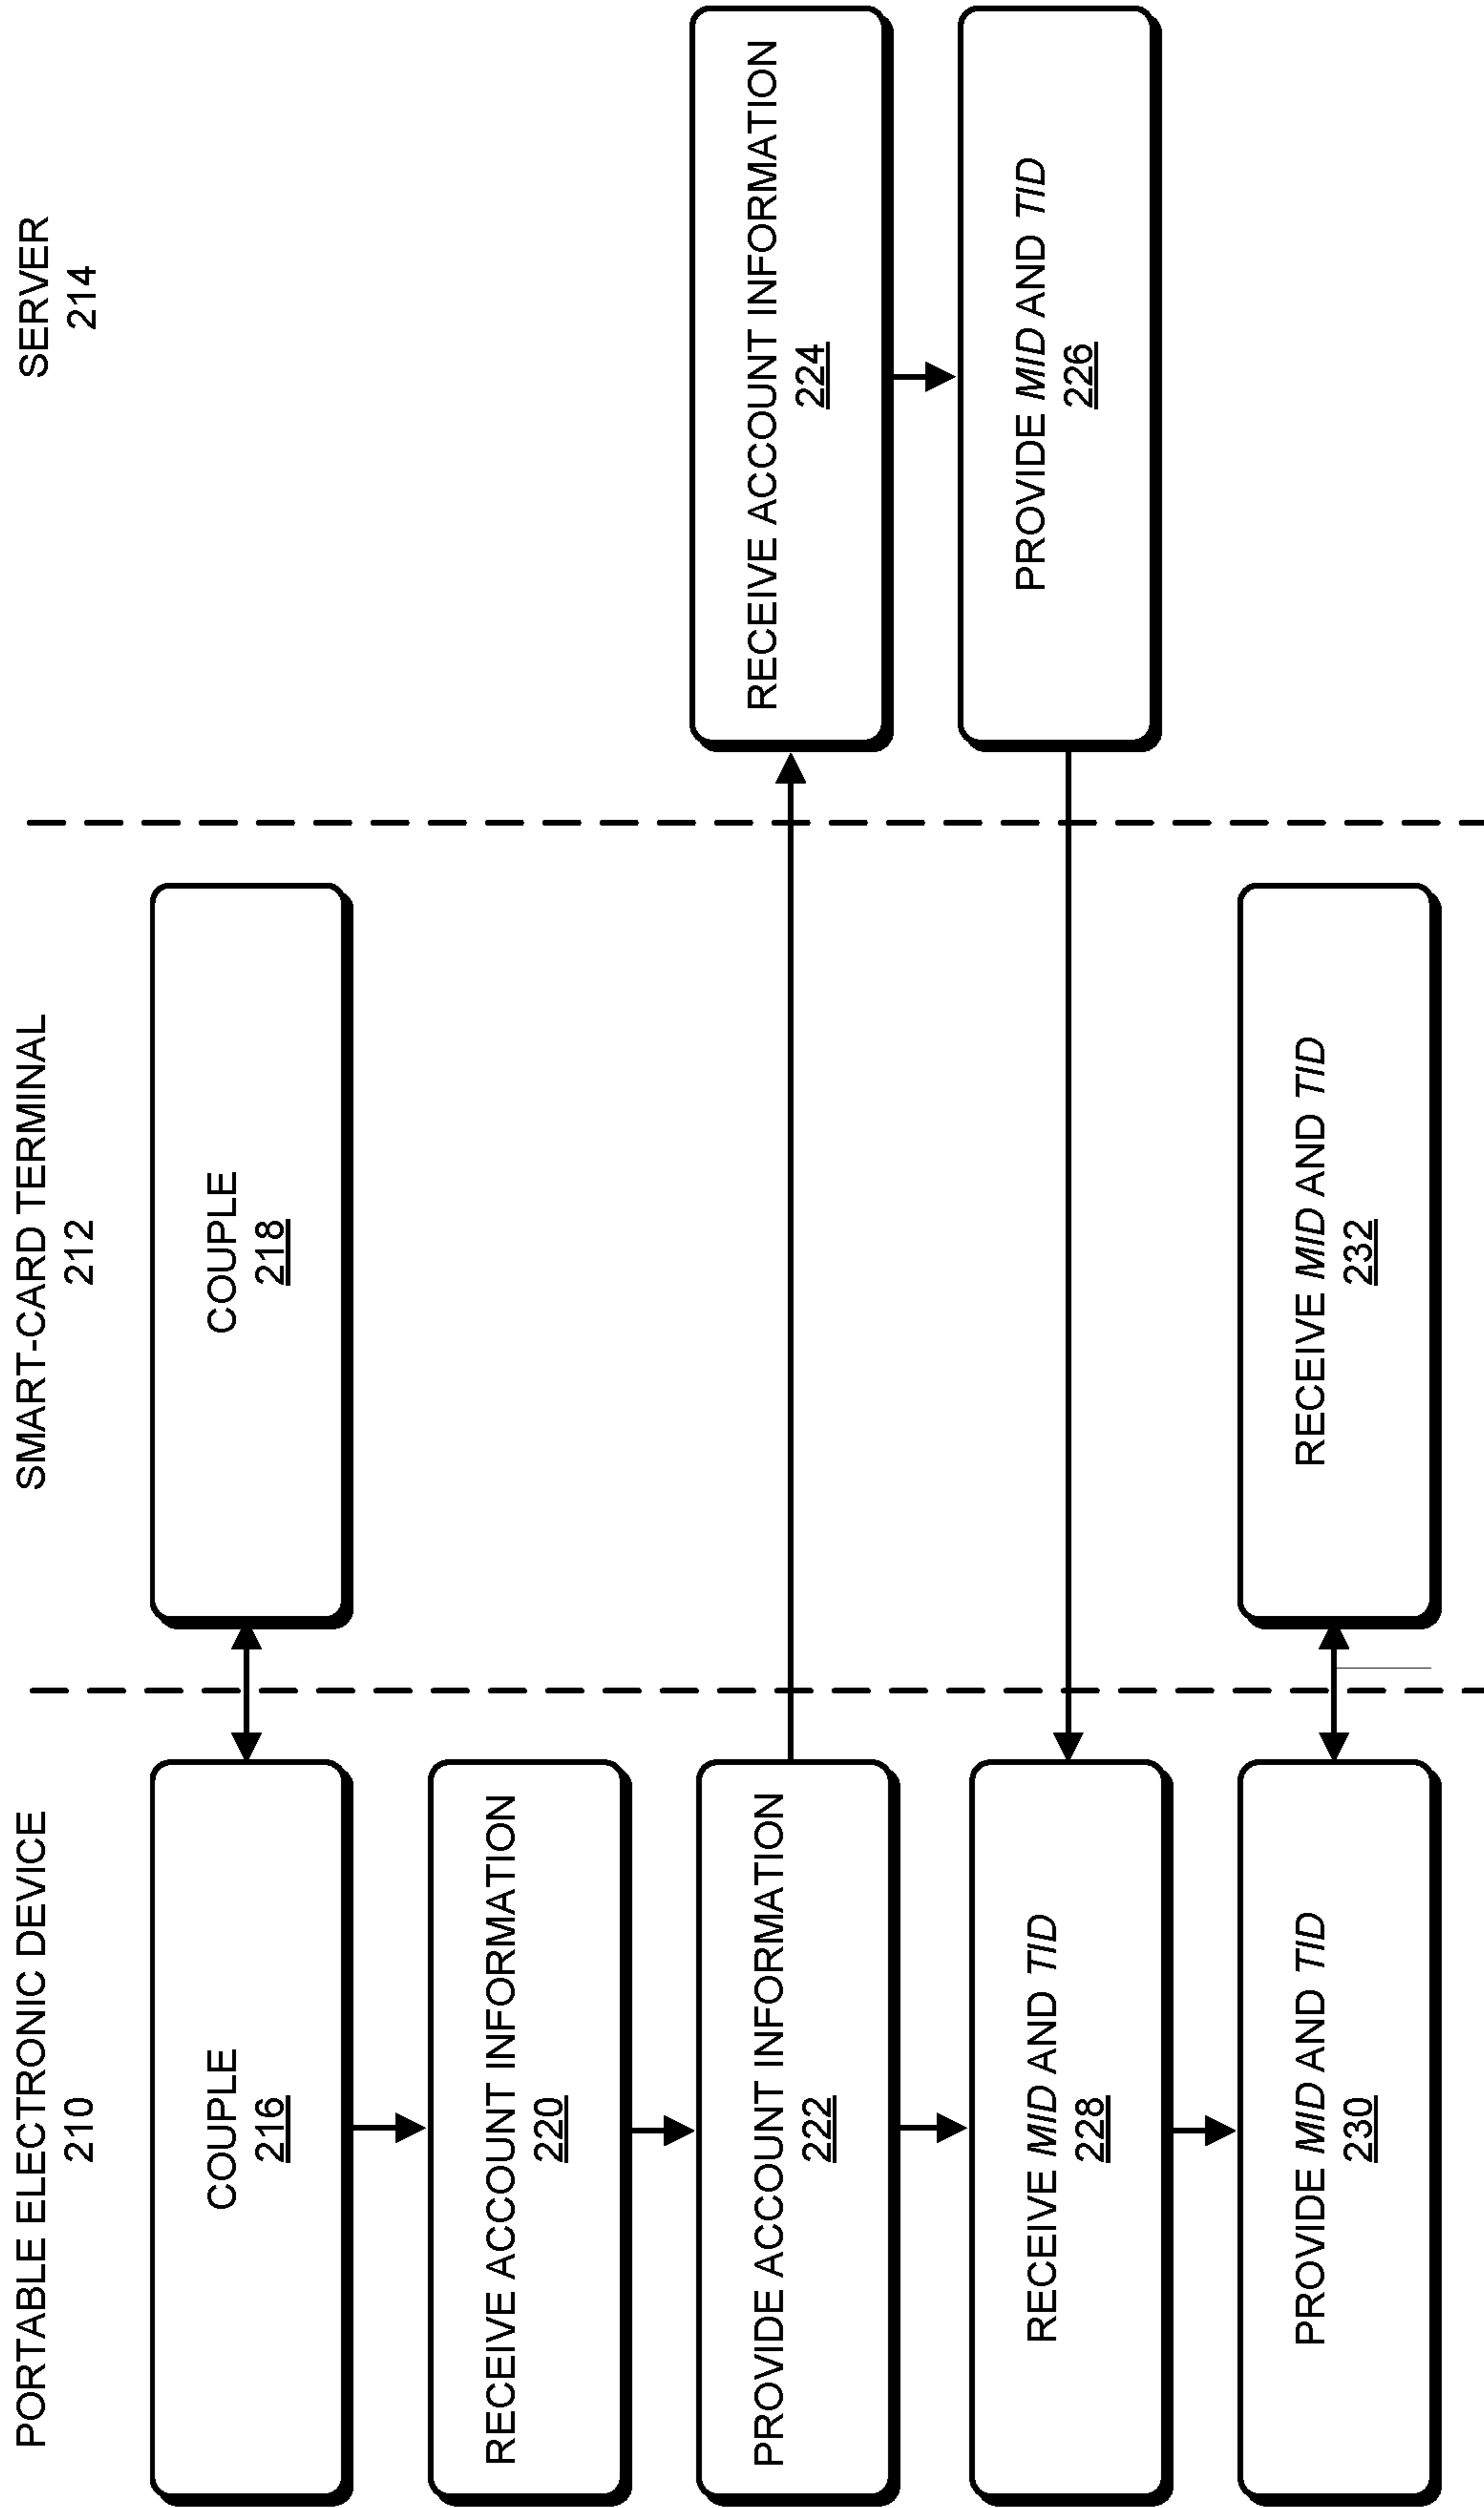 PORTABLE ELECTRONIC DEVICE
210
SMART-CARD TERMINAL
212
SERVER
214
COUPLE
216
COUPLE
218
RECEIVE ACCOUNT INFORMATION
220
PROVIDE ACCOUNT INFORMATION
222
RECEIVE ACCOUNT INFORMATION
224
RECEIVE MID AND TID
228
PROVIDE MID AND TID
226
PROVIDE MID AND TID
230
RECEIVE MID AND TID
232